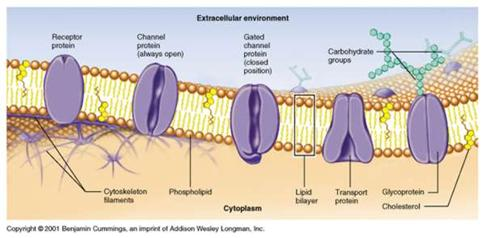 Extracellular environment
Receptor
protein
Channel
protein
(always open)
Gated
channel
protein
(closed
position)
Carbohydrate
groups
Cytoskeleton
filaments
Phospholipid
Cytoplasm
Lipid
bilayer
Transport
protein
Glycoprotein
Cholesterol
Copyright © 2001 Benjamin Cummings, an imprint of Addison Wesley Longman, Inc.